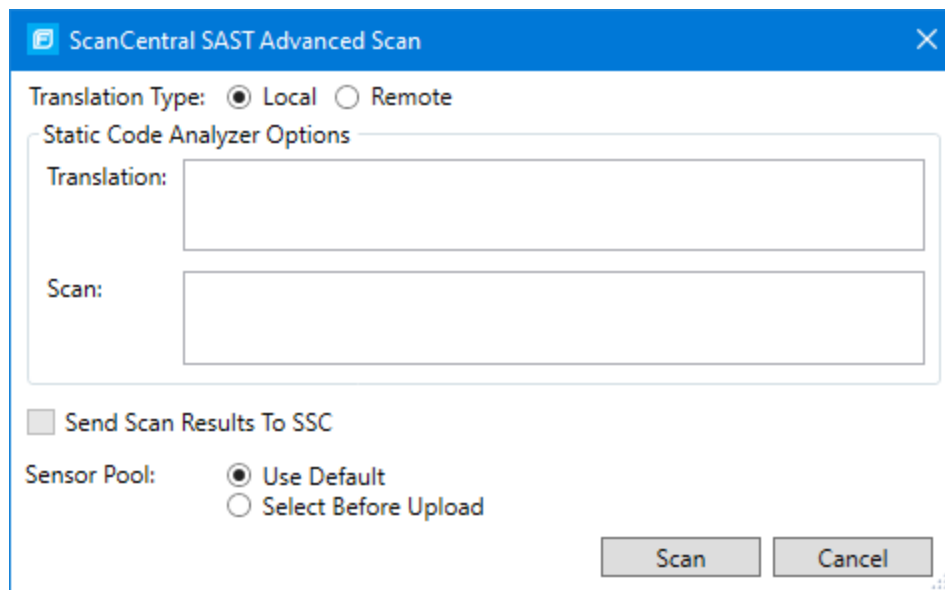 ScanCentral SAST Advanced Scan
Translation Type: Local Remote
Static Code Analyzer Options
Translation:
Scan:
Send Scan Results To SSC
Sensor Pool: Use Default
Select Before Upload
Scan Cancel